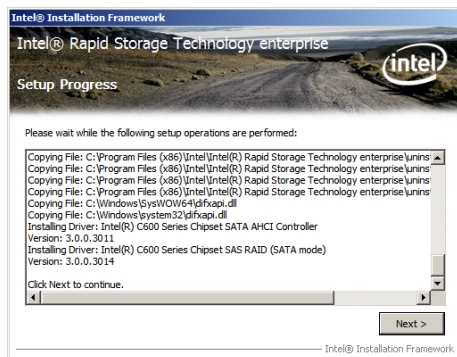 Intel® Installation Framework
Intel® Rapid Storage Technology enterprise
intel
Setup Progress
Please wait while the following setup operations are performed:
Copying File: C:\Program Files (x86)\Intel\Intel(R) Rapid Storage Technology enterprise\unins
Copying File: C:\Program Files (x86)\Intel\Intel(R) Rapid Storage Technology enterprise\unins
Copying File: C:\Program Files (x86)\Intel\Intel(R) Rapid Storage Technology enterprise\unins
Copying File: C:\Program Files (x86)\Intel\Intel(R) Rapid Storage Technology enterprise\unins
Copying File: C:\Windows\SysWOW64\difxapi.dll
Copying File: C:\Windows\system32\difxapi.dll
Installing Driver: Intel(R) C600 Series Chipset SATA AHCI Controller
Version: 3.0.0.3011
Installing Driver: Intel(R) C600 Series Chipset SAS RAID (SATA mode)
Version: 3.0.0.3014
Click Next to continue.
Next >
Intel® Installation Framework